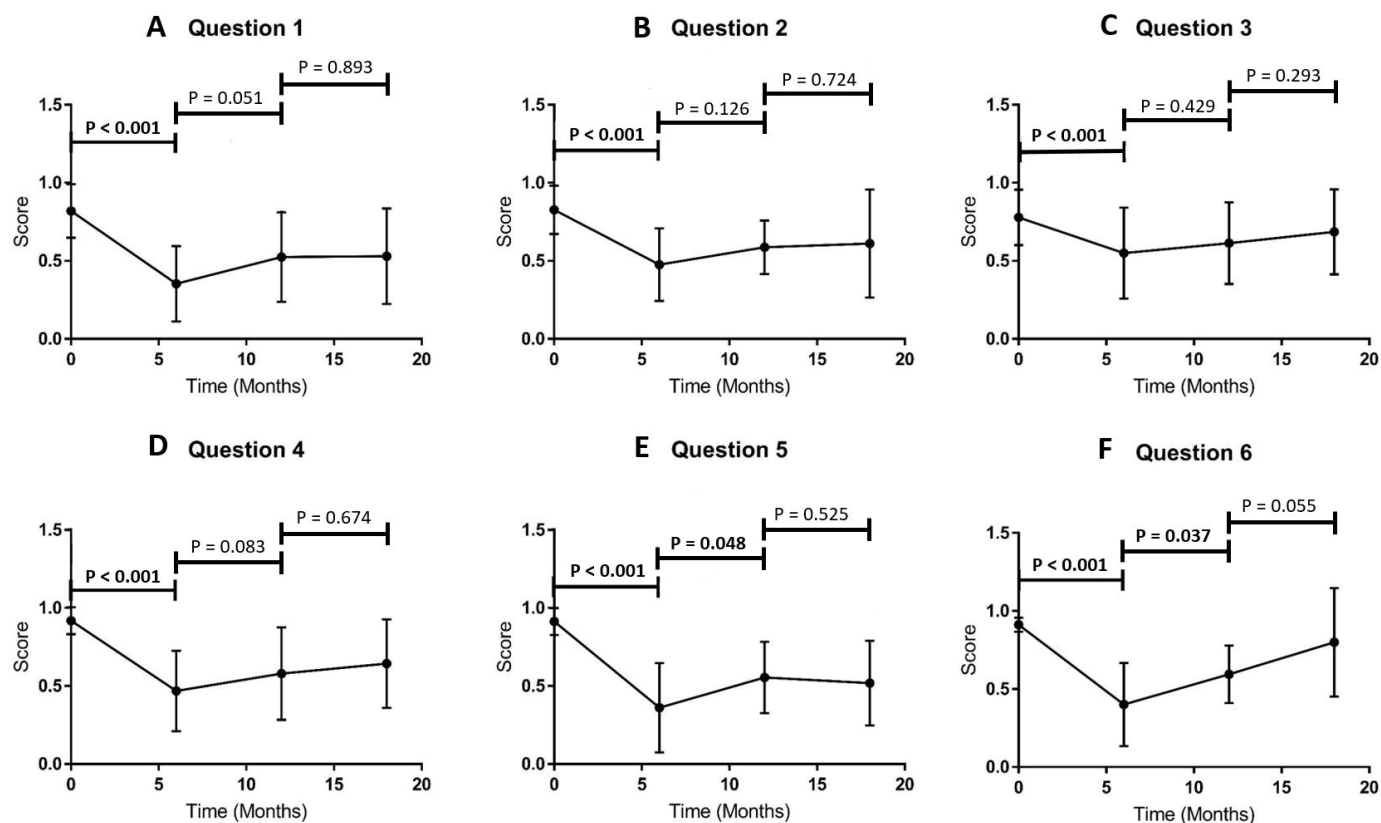 A Question 1
P = 0.893
P = 0.051
P < 0.001
1.5
1.0
0.5
0.0
Score
0 5 10 15 20
Time (Months)
B Question 2
P = 0.724
P = 0.126
P < 0.001
1.5
1.0
0.5
0.0
Score
0 5 10 15 20
Time (Months)
C Question 3
P = 0.293
P = 0.429
P < 0.001
1.5
1.0
0.5
0.0
Score
0 5 10 15 20
Time (Months)
D Question 4
P = 0.674
P = 0.083
P < 0.001
1.5
1.0
0.5
0.0
Score
0 5 10 15 20
Time (Months)
E Question 5
P = 0.525
P = 0.048
P < 0.001
1.5
1.0
0.5
0.0
Score
0 5 10 15 20
Time (Months)
F Question 6
P = 0.055
P = 0.037
P < 0.001
1.5
1.0
0.5
0.0
Score
0 5 10 15 20
Time (Months)